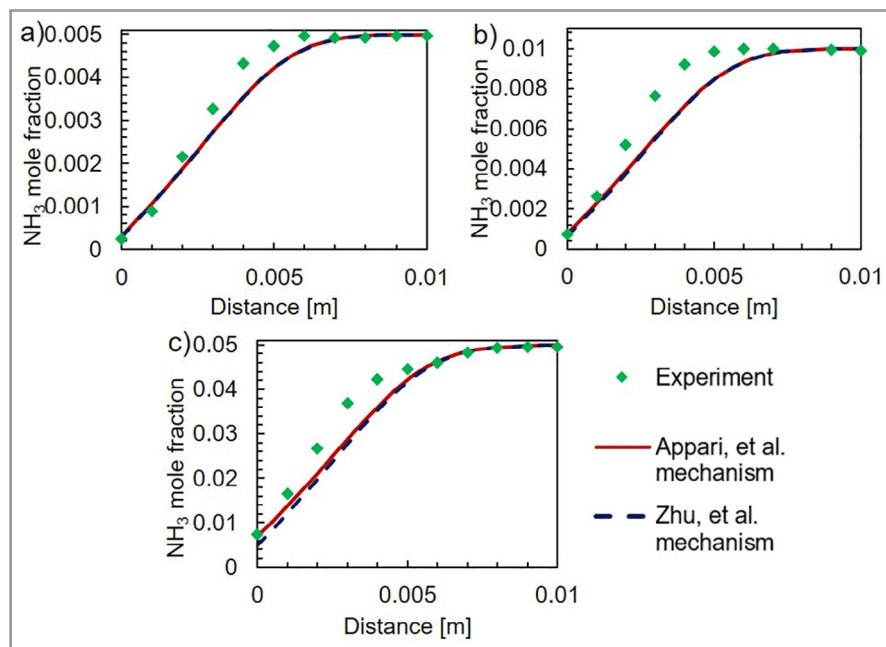 a)
0.005
0.004
0.003
0.002
0.001
0
NH3 mole fraction
0 0.005 0.01
Distance [m]
b)
0.01
0.008
0.006
0.004
0.002
0
NH3 mole fraction
0 0.005 0.01
Distance [m]
c)
0.05
0.04
0.03
0.02
0.01
0
NH3 mole fraction
0 0.005 0.01
Distance [m]
Experiment
Appari, et al.
mechanism
Zhu, et al.
mechanism